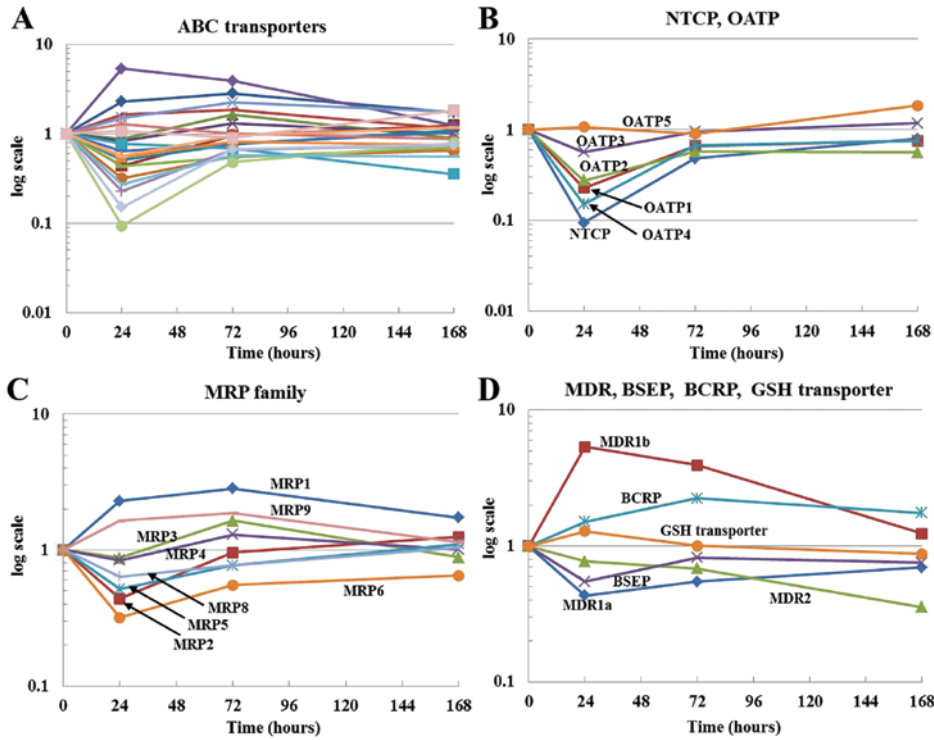 A
ABC transporters
10
1
0.1
0.01
log scale
0 24 48 72 96 120 144 168
Time (hours)
B
NTCP, OATP
10
1
0.1
0.01
log scale
OATP5
OATP3
OATP2
OATP1
NTCP
OATP4
0 24 48 72 96 120 144 168
Time (hours)
C
MRP family
10
1
0.1
log scale
MRP1
MRP9
MRP3
MRP4
MRP8
MRP6
MRP5
MRP2
0 24 48 72 96 120 144 168
Time (hours)
D
MDR, BSEP, BCRP, GSH transporter
10
1
0.1
log scale
MDR1b
BCRP
GSH transporter
BSEP
MDR2
MDR1a
0 24 48 72 96 120 144 168
Time (hours)